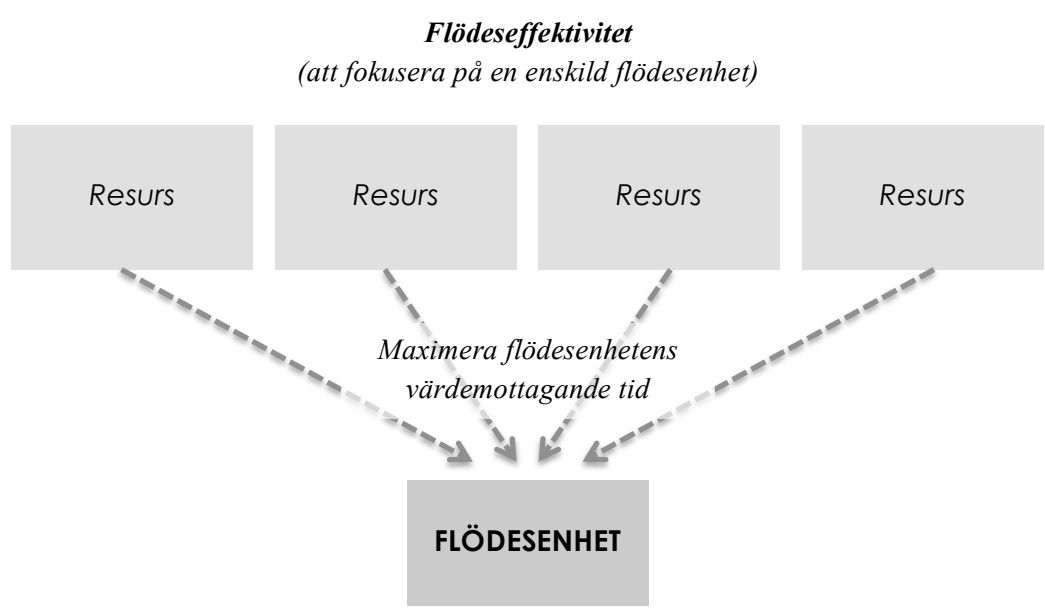 Flödeseffektivitet
(att fokusera på en enskild flödesenhet)
Resurs
Resurs
Resurs
Resurs
Maximera flödesenhetens
värdemottagande tid
FLÖDESENHET